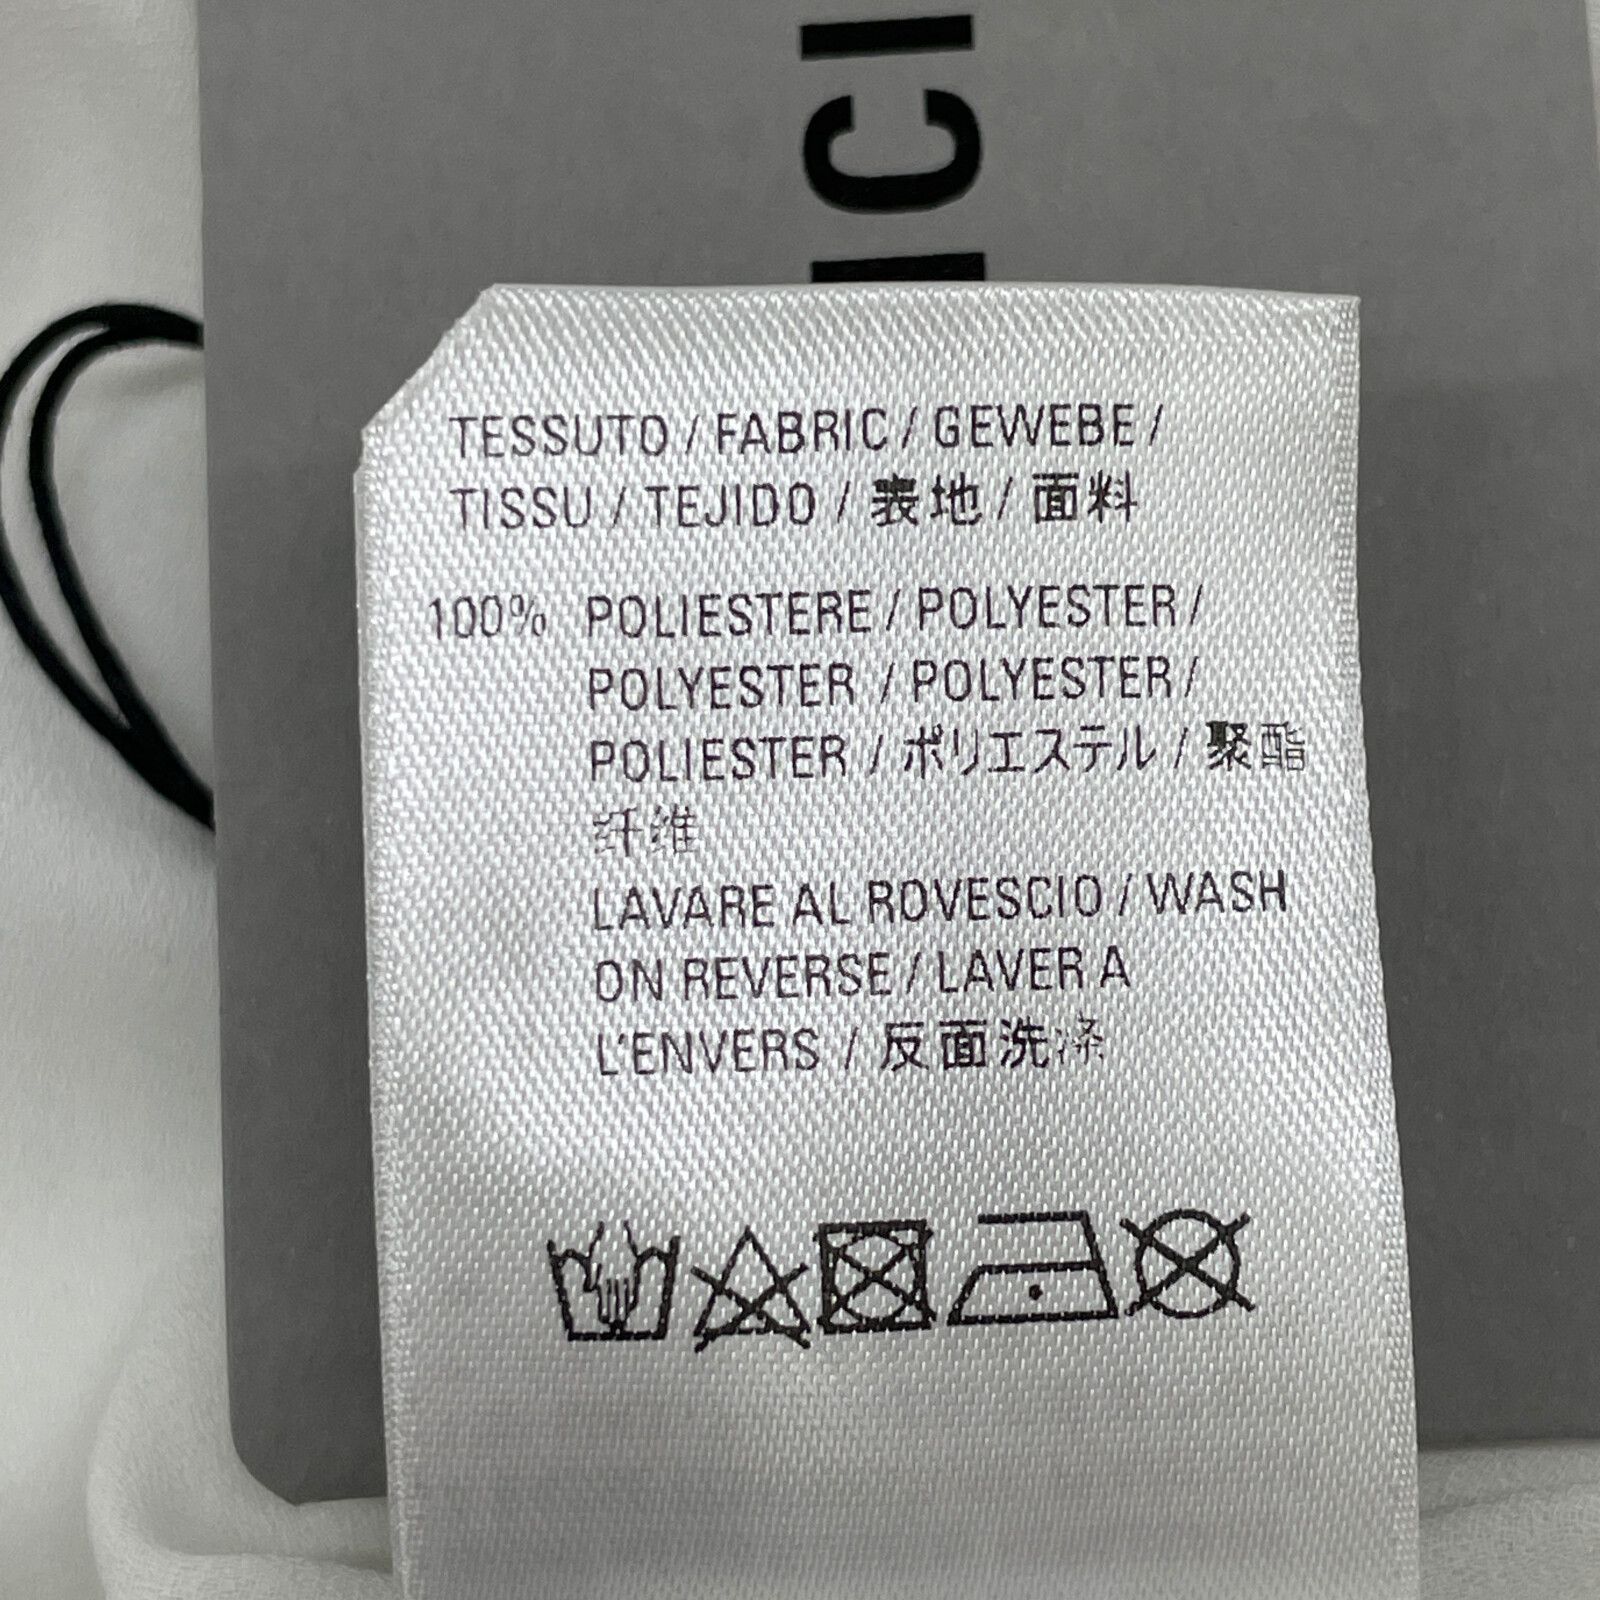 ICI
TESSUTO / FABRIC / GEWEBE /
TISSU / TEJIDO / 表地 / 面料
100% POLIESTERE / POLYESTER /
POLYESTER / POLYESTER /
POLIESTER / ポリエステル / 聚酯
纤维
LAVARE AL ROVESCIO / WASH
ON REVERSE / LAVER A
L'ENVERS / 反面洗涤